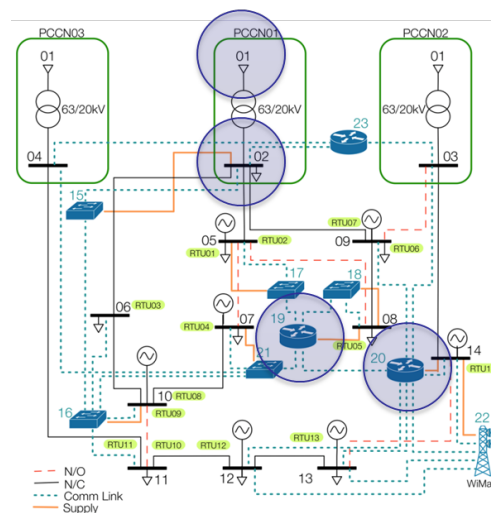 PCCN03 PCCN01 PCCN02
01 01 01
63/20kV 63/20kV 63/20kV
23
04 02 03
15
RTU07
05 RTU02 09 RTU06
RTU01
17 18
06 RTU03
19
RTU04 07 08
RTU05
21 20 14
RTU1
10 RTU08
RTU09
16 22
RTU11 RTU10 RTU12 RTU13
WiMa
11 12 13
N/O
N/C
Comm Link
Supply